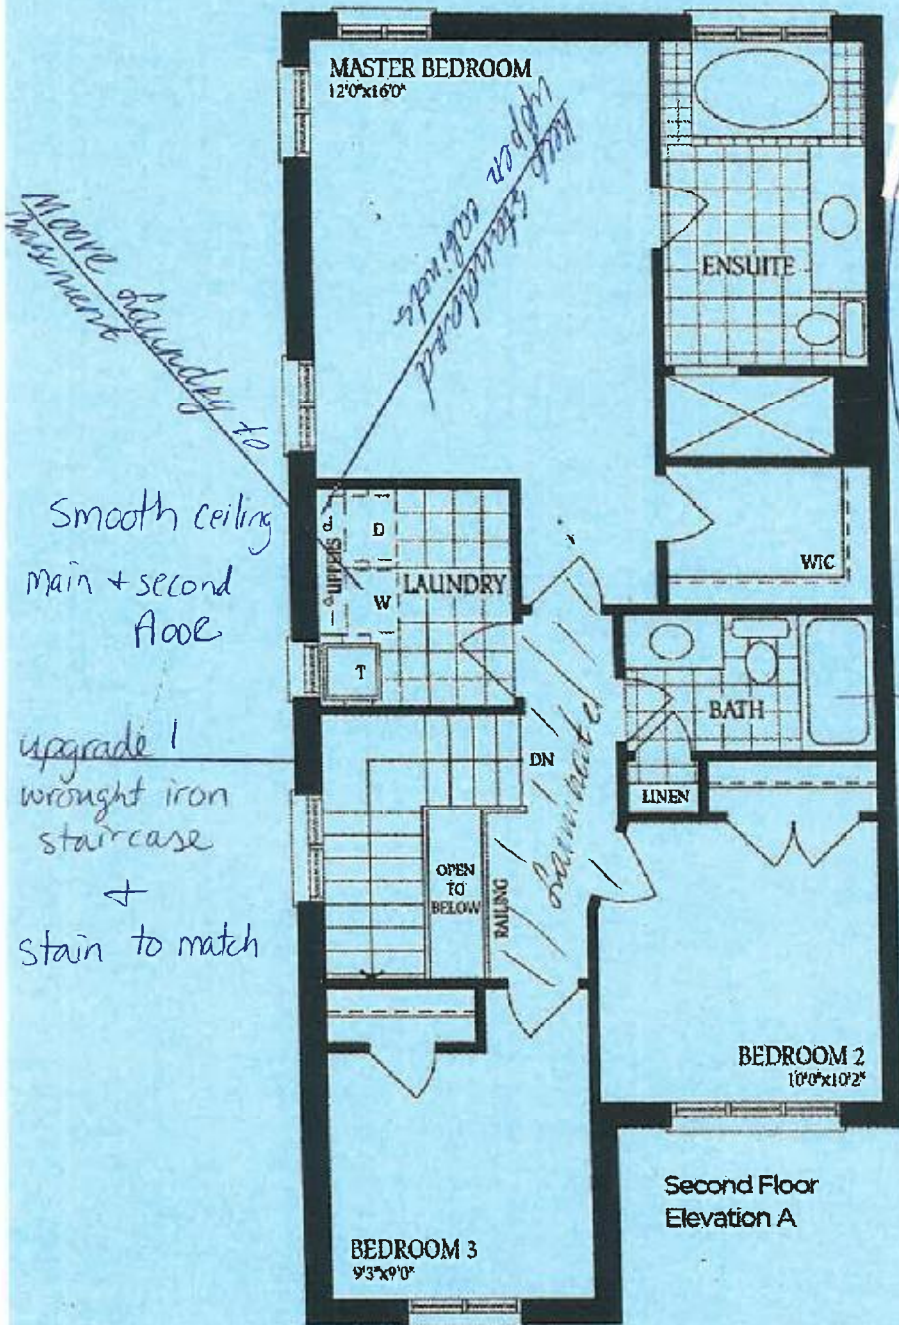 MASTER BEDROOM
12'0"x16'0"
keep standard
upper
cabinets
Moove Laundry to
Basement
ENSUITE
Smooth ceiling
main + second
floor
UPPERS
D
W
LAUNDRY
T
WIC
BATH
upgrade 1
wrought iron
staircase
+
stain to match
DN
LINEN
Laminate
OPEN
TO
BELOW
RAILING
BEDROOM 2
10'0"x10'2"
Second Floor
Elevation A
BEDROOM 3
9'3"x9'0"